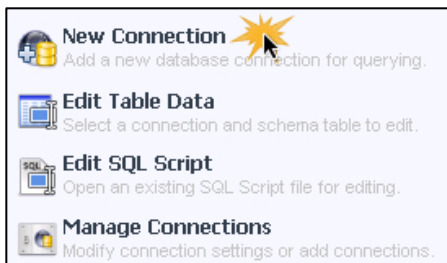 New Connection
Add a new database connection for querying.
Edit Table Data
Select a connection and schema table to edit.
SQL
Edit SQL Script
Open an existing SQL Script file for editing.
Manage Connections
Modify connection settings or add connections.